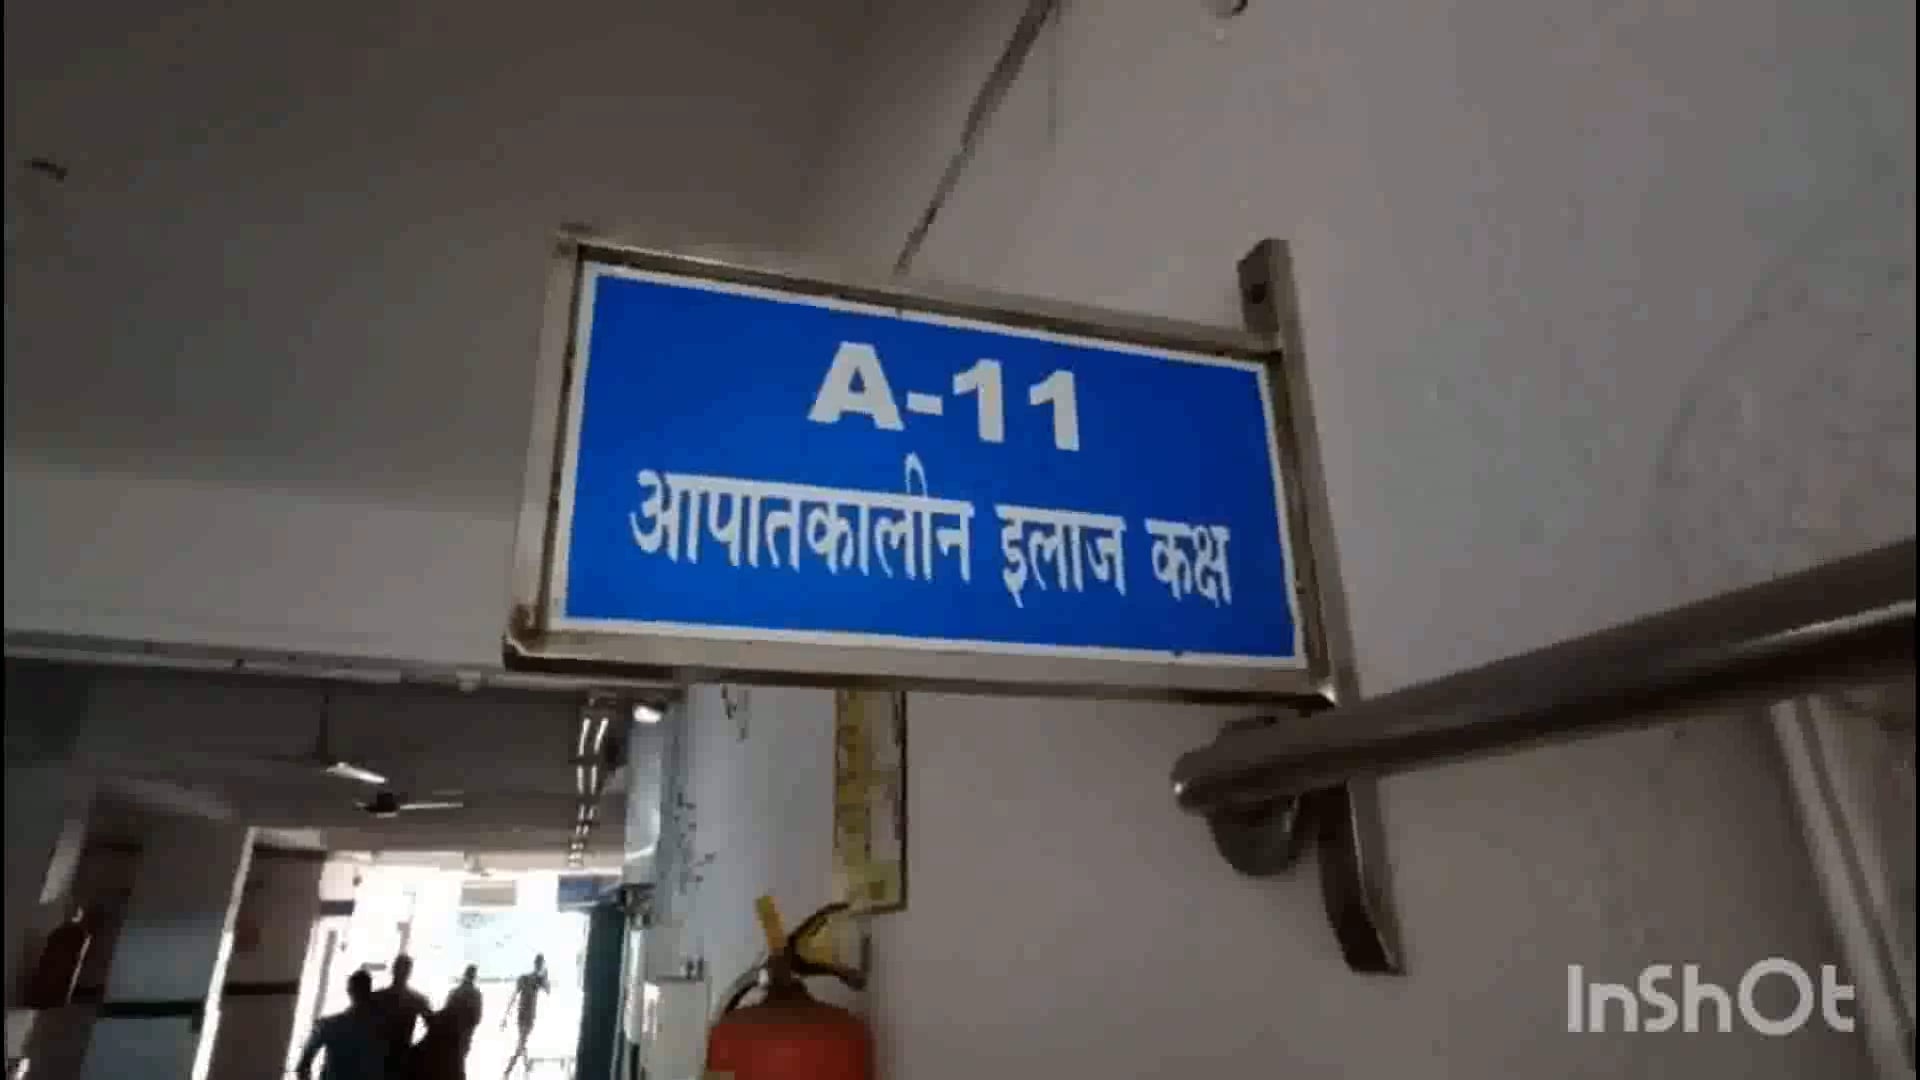 A-11
आपातकालीन इलाज कक्ष
InShOt